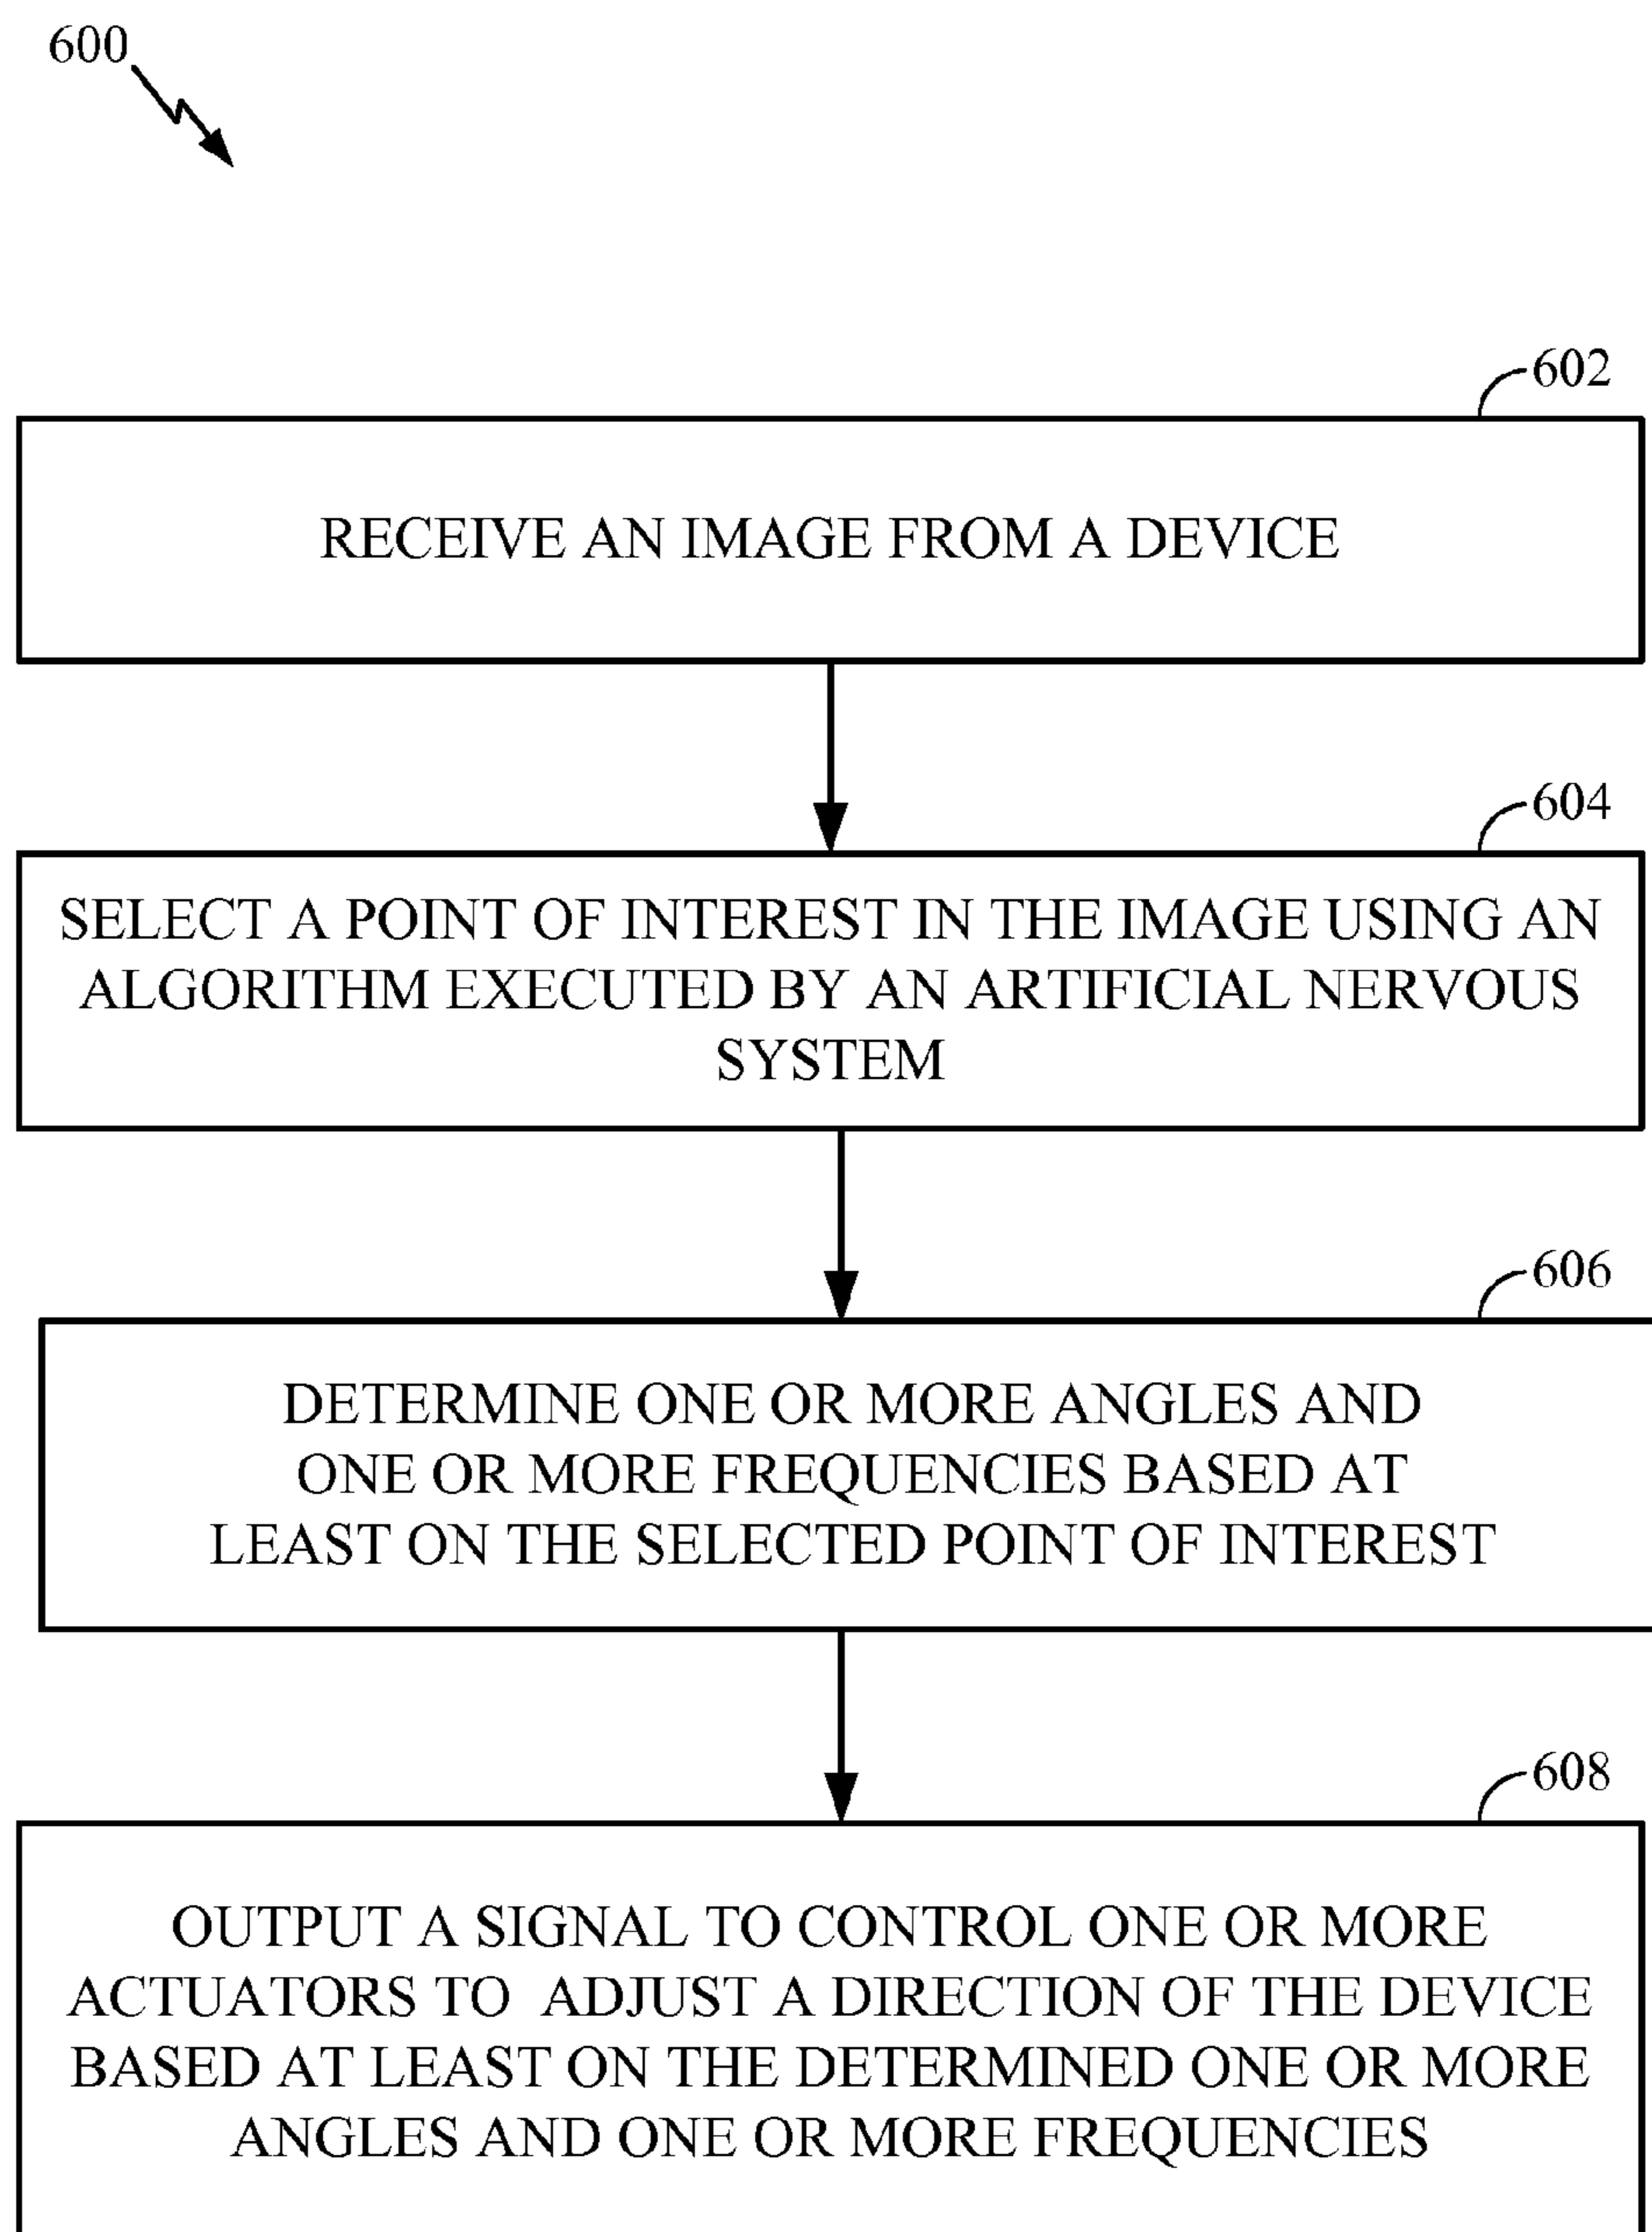 600
602
RECEIVE AN IMAGE FROM A DEVICE
604
SELECT A POINT OF INTEREST IN THE IMAGE USING AN
ALGORITHM EXECUTED BY AN ARTIFICIAL NERVOUS
SYSTEM
606
DETERMINE ONE OR MORE ANGLES AND
ONE OR MORE FREQUENCIES BASED AT
LEAST ON THE SELECTED POINT OF INTEREST
608
OUTPUT A SIGNAL TO CONTROL ONE OR MORE
ACTUATORS TO ADJUST A DIRECTION OF THE DEVICE
BASED AT LEAST ON THE DETERMINED ONE OR MORE
ANGLES AND ONE OR MORE FREQUENCIES